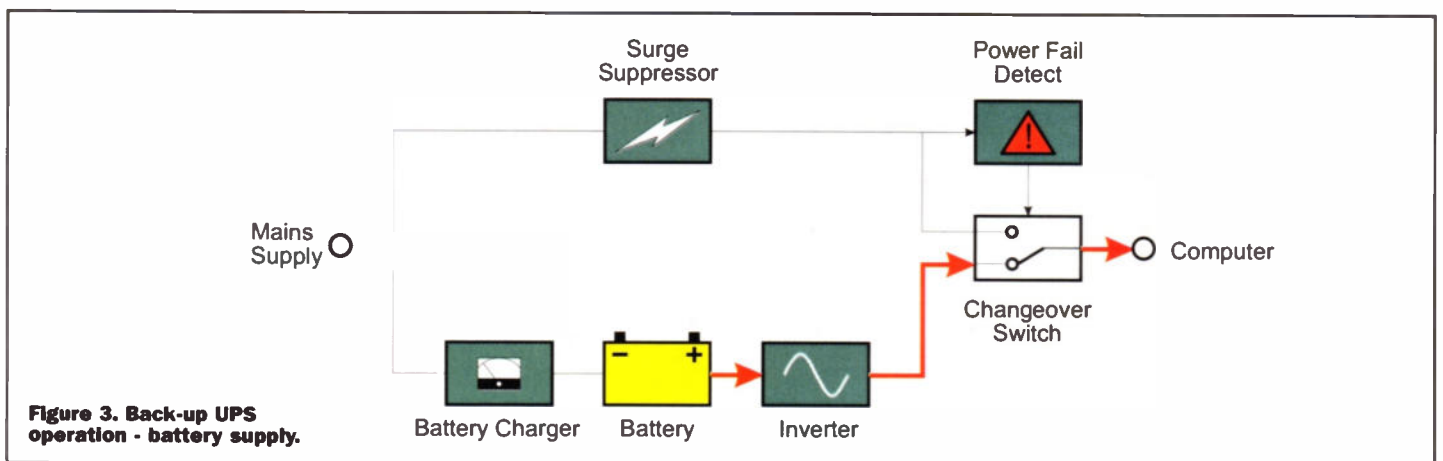 Surge
Suppressor
Power Fail
Detect
Mains
Supply
Computer
Changeover
Switch
Battery Charger
Battery
Inverter
Figure 3. Back-up UPS
operation - battery supply.